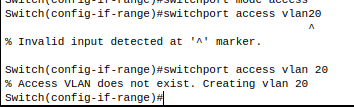 Switch(config-if-range)#switchport mode access
Switch(config-if-range)#switchport access vlan20
^
% Invalid input detected at '^' marker.
Switch(config-if-range)#switchport access vlan 20
% Access VLAN does not exist. Creating vlan 20
Switch(config-if-range)#